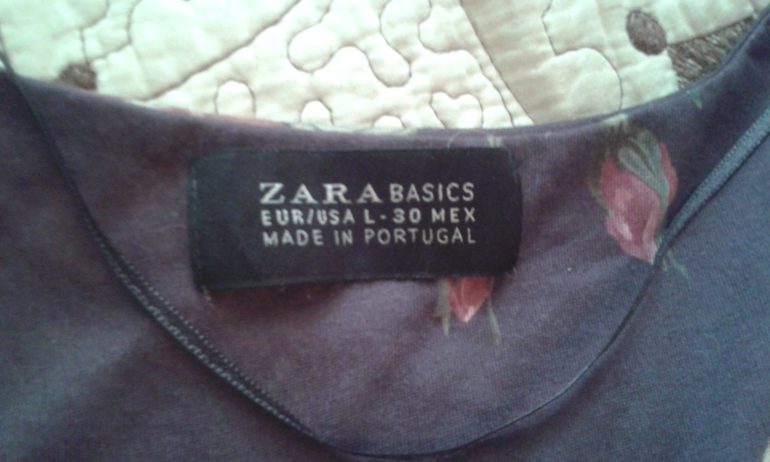 ZARA BASICS
EUR/USA L - 30 MEX
MADE IN PORTUGAL